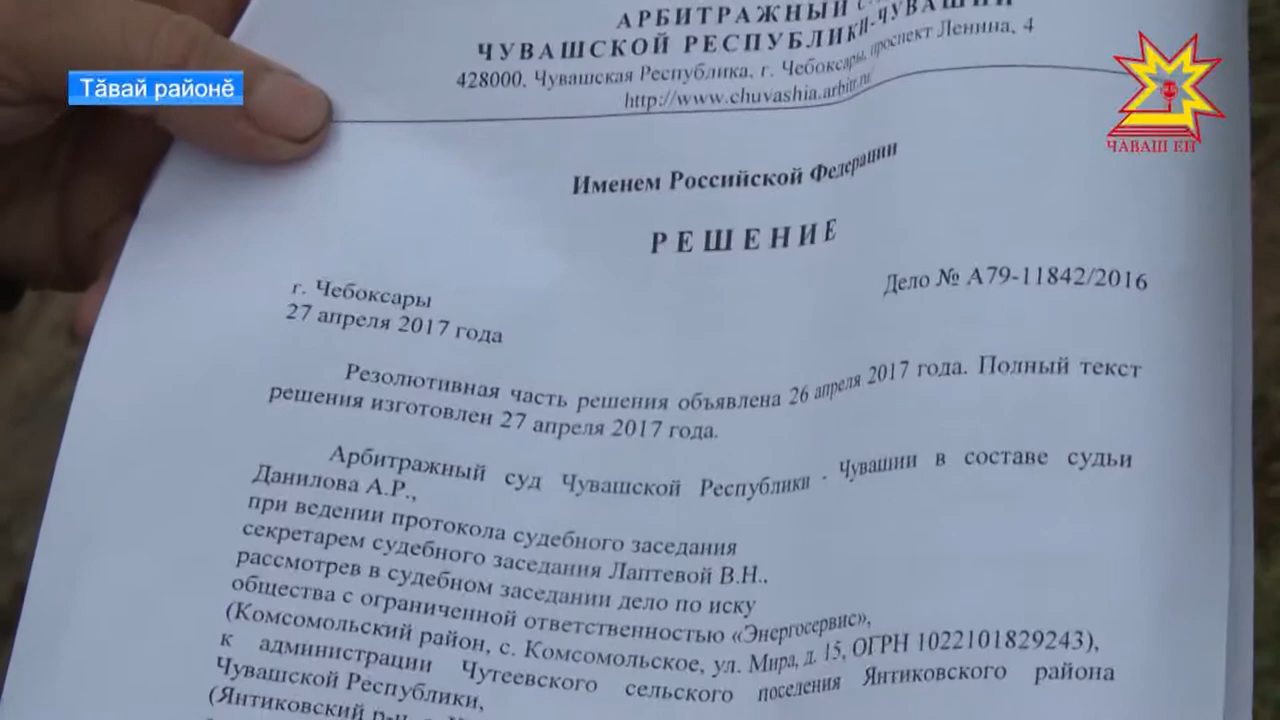 АРБИТРАЖНЫЙ
ЧУВАШСКОЙ РЕСПУБЛИКИ-ЧУВАШИИ
428000, Чувашская Республика, г. Чебоксары, проспект Ленина, 4
http://www.chuvashia.arbitr.ru
Тӑвай районӗ
ЧӐВАШ ЕН
Именем Российской Федерации
РЕШЕНИЕ
г. Чебоксары
Дело № А79-11842/2016
27 апреля 2017 года
Резолютивная часть решения объявлена 26 апреля 2017 года. Полный текст
решения изготовлен 27 апреля 2017 года.
Арбитражный суд Чувашской Республики - Чувашии в составе судьи
Данилова А.Р.,
при ведении протокола судебного заседания
секретарем судебного заседания Лаптевой В.Н.,
рассмотрев в судебном заседании дело по иску
общества с ограниченной ответственностью «Энергосервис»,
(Комсомольский район, с. Комсомольское, ул. Мира, д. 15, ОГРН 1022101829243),
к администрации Чутеевского сельского поселения Янтиковского района
Чувашской Республики,
(Янтиковский р-н,